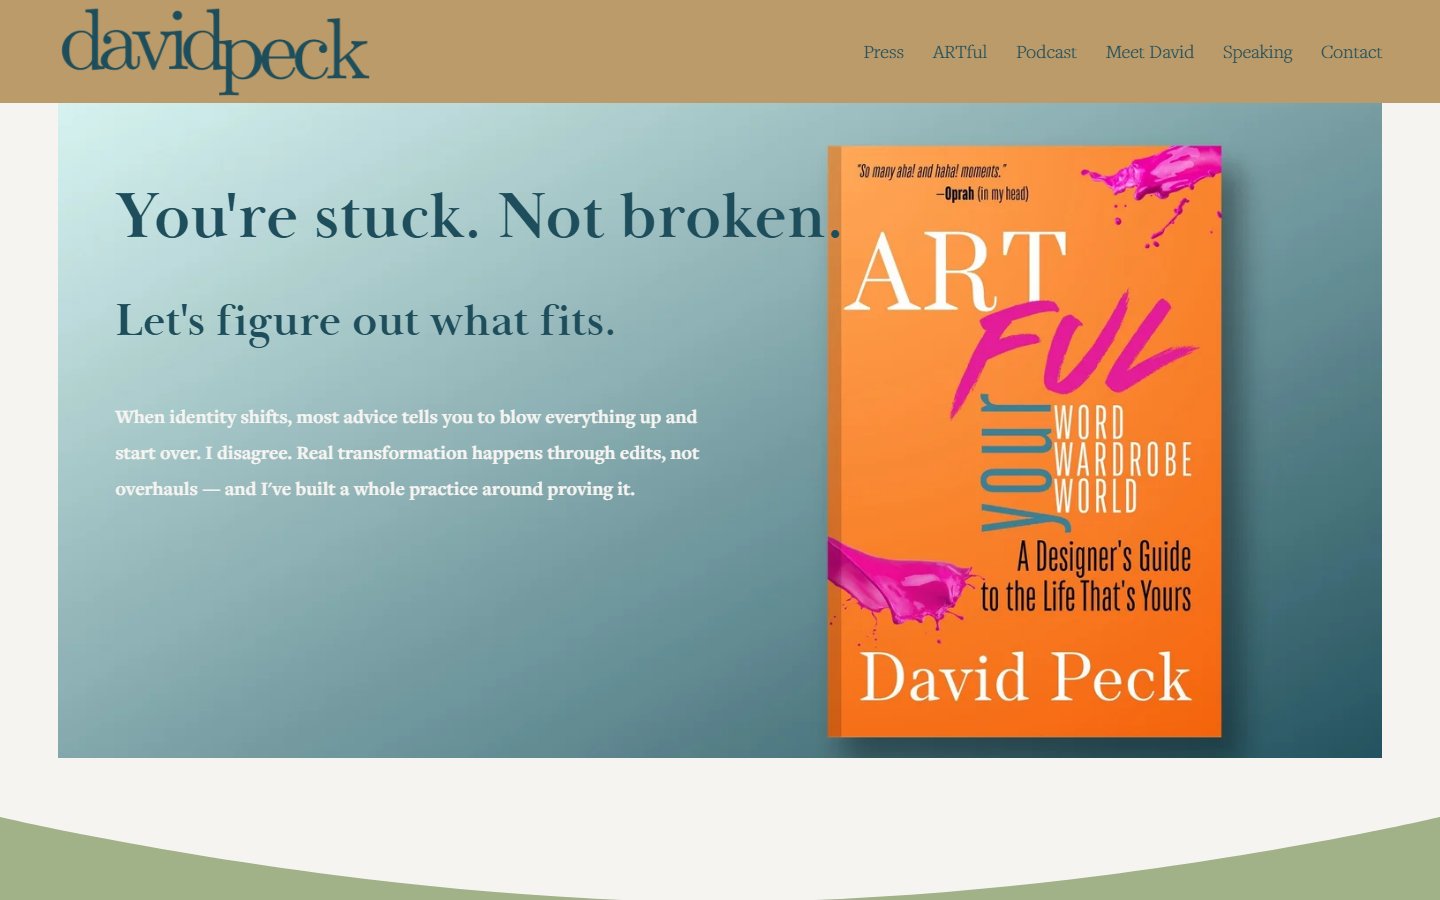 davidpeck
Press ARTful Podcast Meet David Speaking Contact
You're stuck. Not broken.
Let's figure out what fits.
When identity shifts, most advice tells you to blow everything up and
start over. I disagree. Real transformation happens through edits, not
overhauls — and I've built a whole practice around proving it.
"So many aha! and haha! moments."
—Oprah (in my head)
ART
FUL
your
WORD
WARDROBE
WORLD
A Designer's Guide
to the Life That's Yours
David Peck